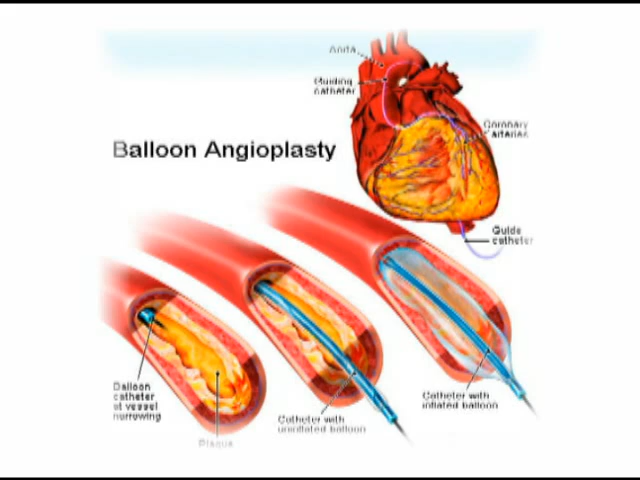 Aorta
Guiding
catheter
Coronary
arteries
Balloon Angioplasty
Guide
catheter
Balloon
catheter
at vessel
narrowing
Plaque
Catheter with
uninflated balloon
Catheter with
inflated balloon